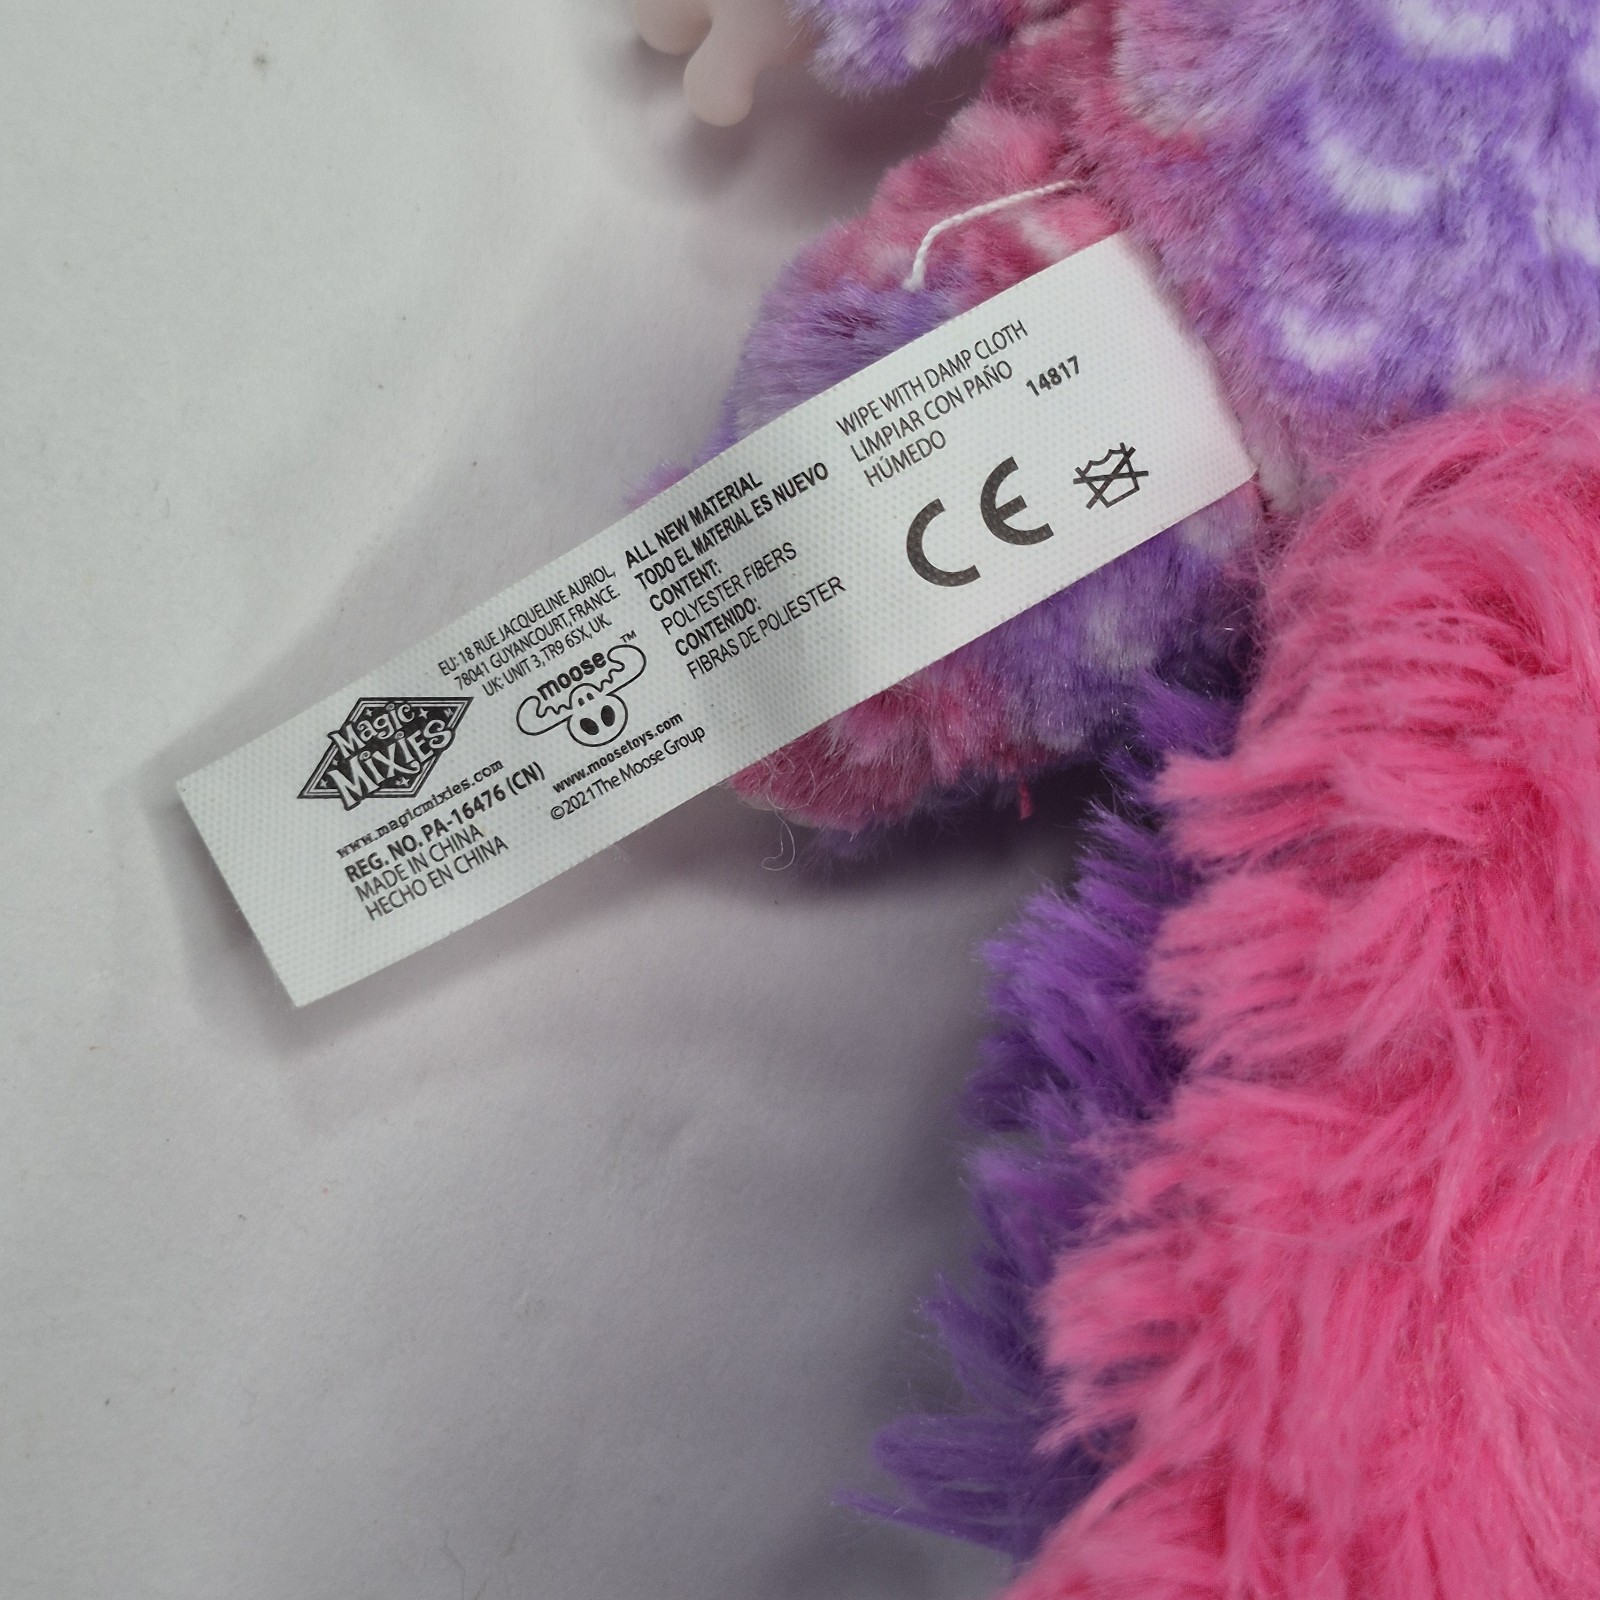 Magic
MIXIES
www.magicmixies.com
REG. NO. PA-16476 (CN)
MADE IN CHINA
HECHO EN CHINA
EU: 18 RUE JACQUELINE AURIOL,
78041 GUYANCOURT, FRANCE.
UK: UNIT 3, TR9 6SX, UK.
moose™
www.moosetoys.com
©2021 The Moose Group
ALL NEW MATERIAL
TODO EL MATERIAL ES NUEVO
CONTENT:
POLYESTER FIBERS
CONTENIDO:
FIBRAS DE POLIESTER
WIPE WITH DAMP CLOTH
LIMPIAR CON PAÑO
HÚMEDO
14817
CE